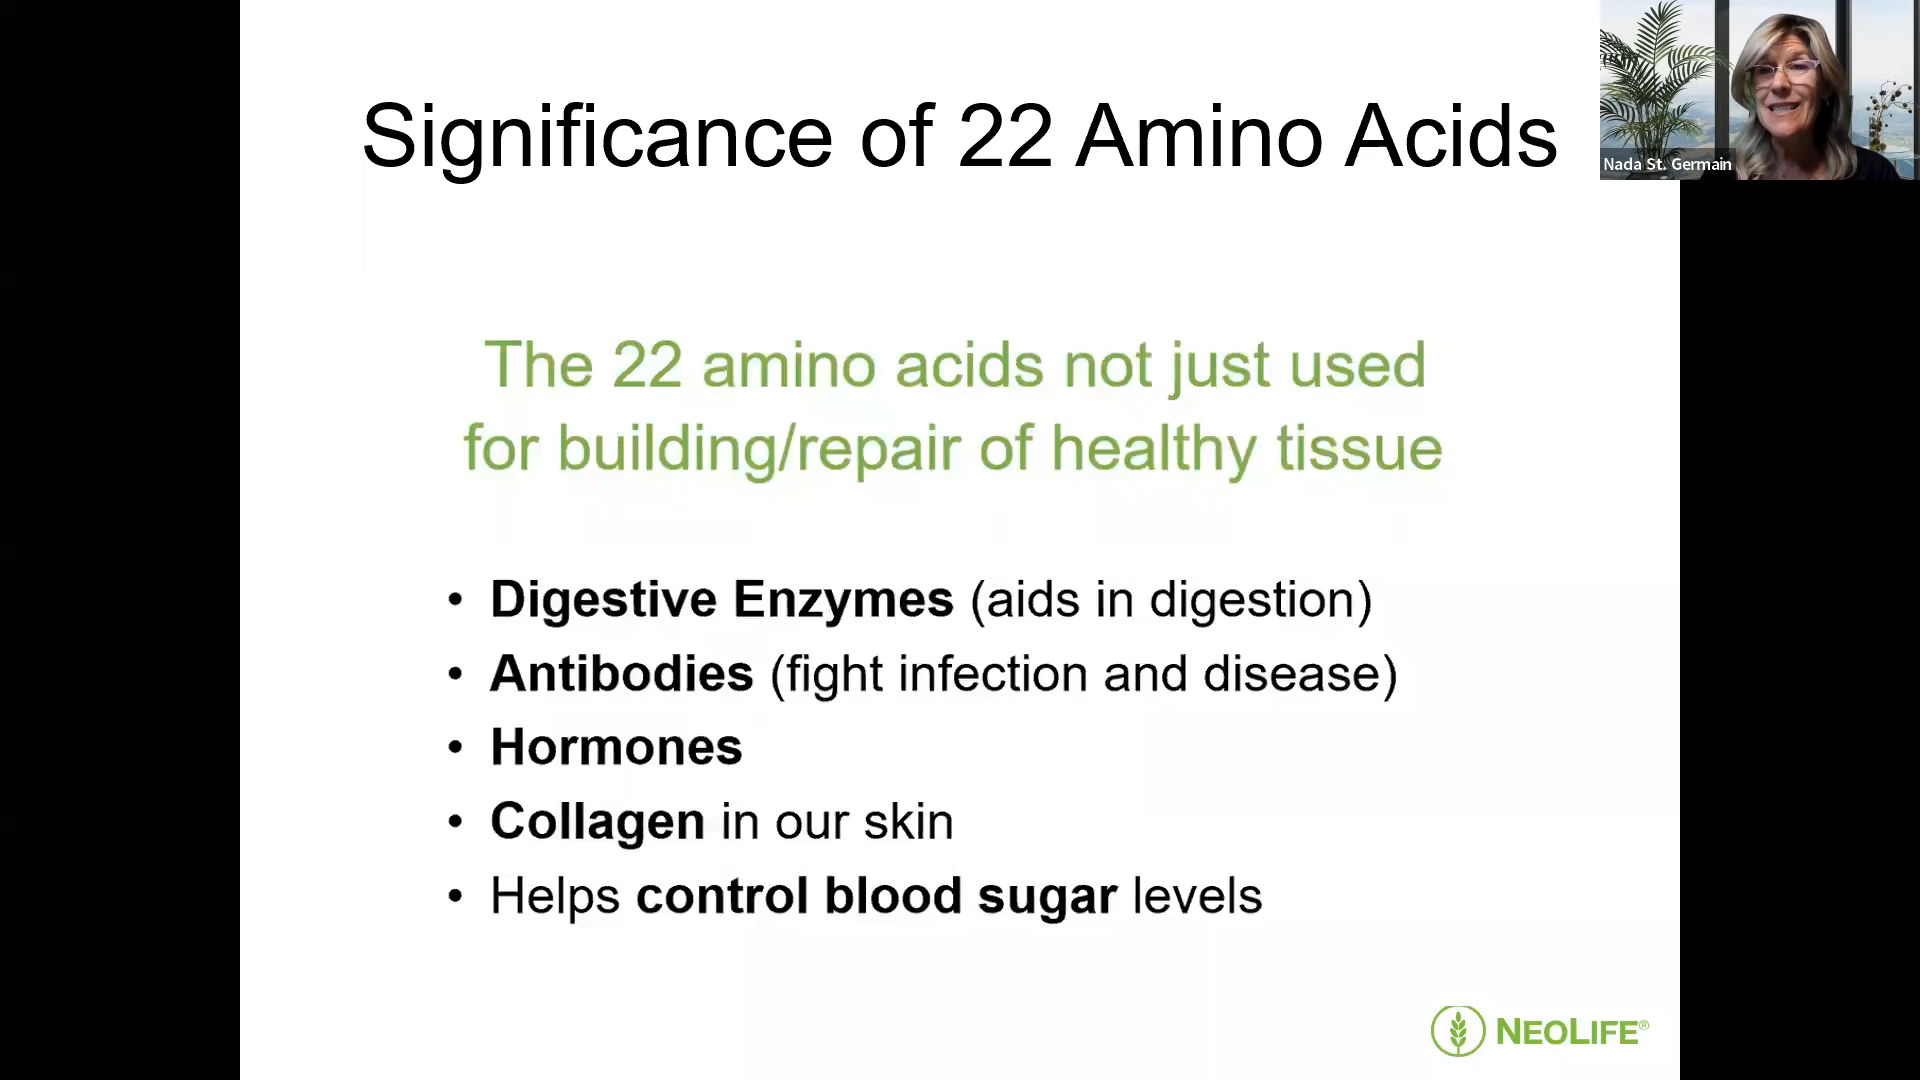 Significance of 22 Amino Acids
Nada St. Germain
The 22 amino acids not just used
for building/repair of healthy tissue
• Digestive Enzymes (aids in digestion)
• Antibodies (fight infection and disease)
• Hormones
• Collagen in our skin
• Helps control blood sugar levels
NEOLIFE®